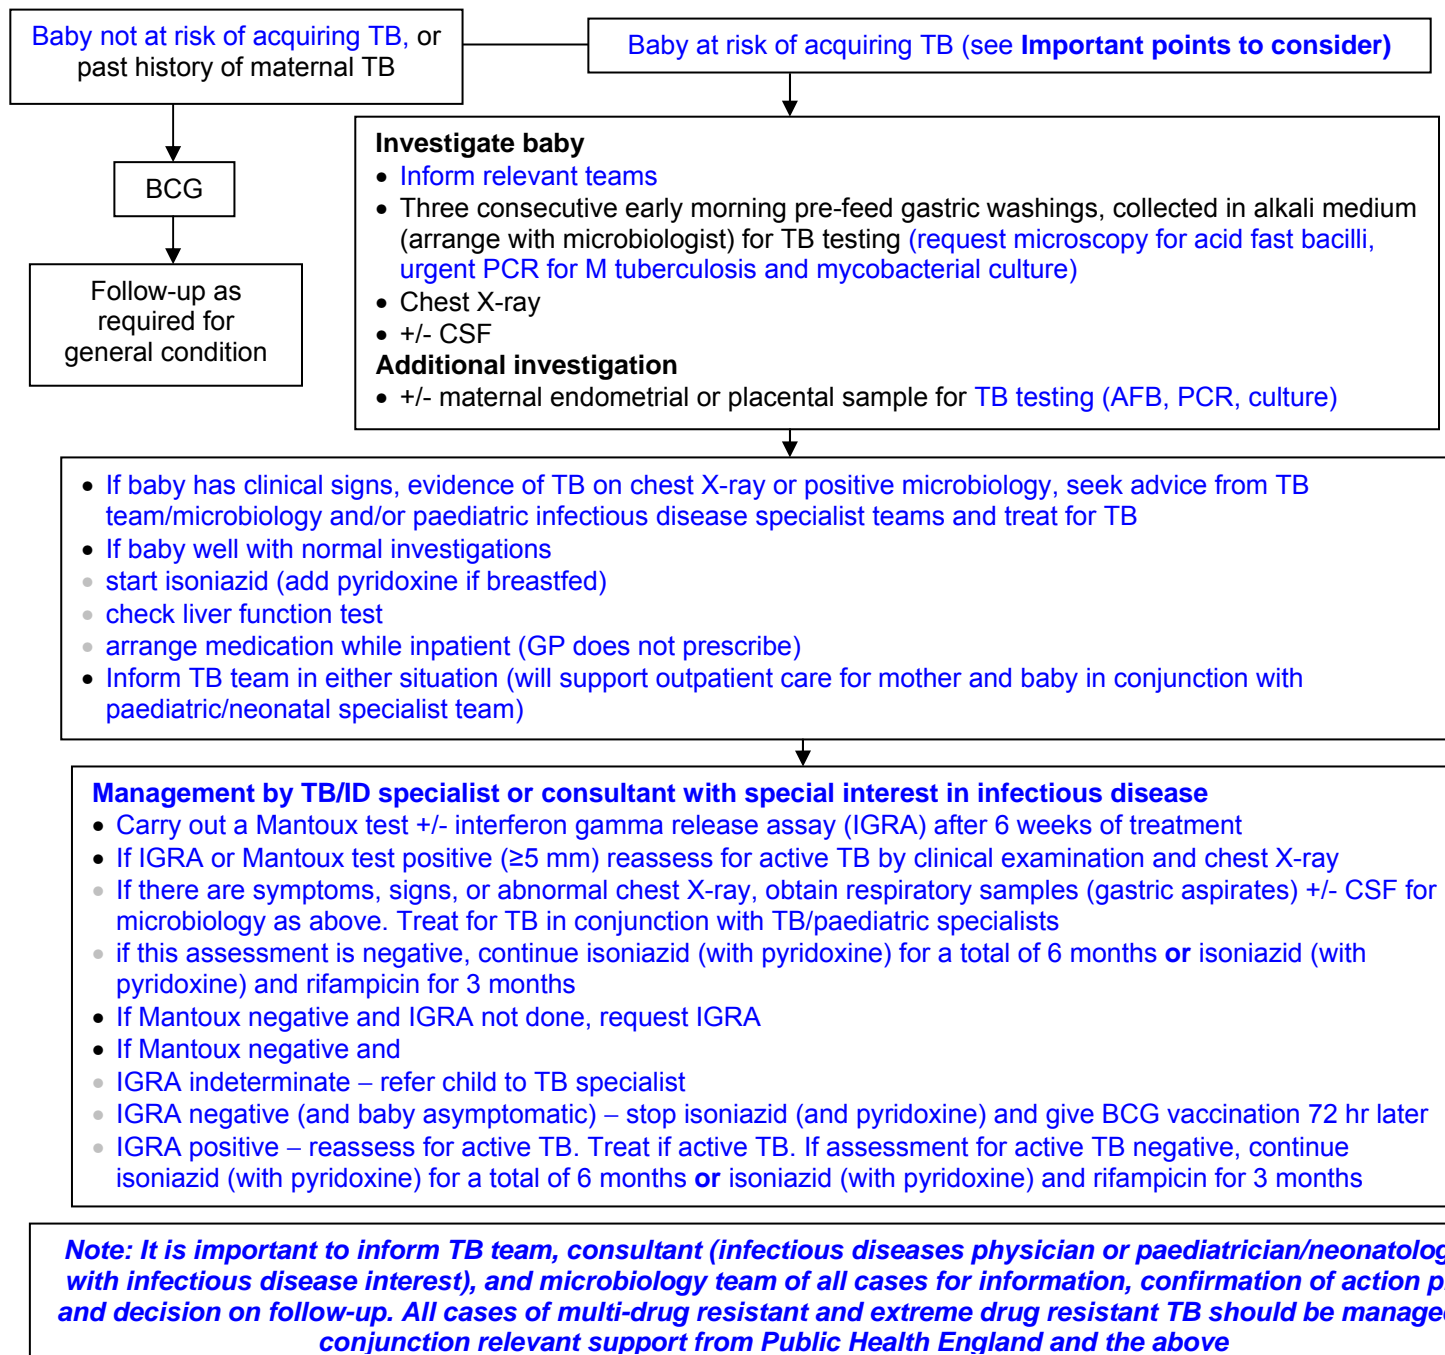 Baby not at risk of acquiring TB, or
past history of maternal TB
Baby at risk of acquiring TB (see Important points to consider)
BCG
Follow-up as
required for
general condition
Investigate baby
• Inform relevant teams
• Three consecutive early morning pre-feed gastric washings, collected in alkali medium
(arrange with microbiologist) for TB testing (request microscopy for acid fast bacilli,
urgent PCR for M tuberculosis and mycobacterial culture)
• Chest X-ray
• +/- CSF
Additional investigation
• +/- maternal endometrial or placental sample for TB testing (AFB, PCR, culture)
• If baby has clinical signs, evidence of TB on chest X-ray or positive microbiology, seek advice from TB
team/microbiology and/or paediatric infectious disease specialist teams and treat for TB
• If baby well with normal investigations
• start isoniazid (add pyridoxine if breastfed)
• check liver function test
• arrange medication while inpatient (GP does not prescribe)
• Inform TB team in either situation (will support outpatient care for mother and baby in conjunction with
paediatric/neonatal specialist team)
Management by TB/ID specialist or consultant with special interest in infectious disease
• Carry out a Mantoux test +/- interferon gamma release assay (IGRA) after 6 weeks of treatment
• If IGRA or Mantoux test positive (≥5 mm) reassess for active TB by clinical examination and chest X-ray
• If there are symptoms, signs, or abnormal chest X-ray, obtain respiratory samples (gastric aspirates) +/- CSF for
microbiology as above. Treat for TB in conjunction with TB/paediatric specialists
• if this assessment is negative, continue isoniazid (with pyridoxine) for a total of 6 months or isoniazid (with
pyridoxine) and rifampicin for 3 months
• If Mantoux negative and IGRA not done, request IGRA
• If Mantoux negative and
• IGRA indeterminate – refer child to TB specialist
• IGRA negative (and baby asymptomatic) – stop isoniazid (and pyridoxine) and give BCG vaccination 72 hr later
• IGRA positive – reassess for active TB. Treat if active TB. If assessment for active TB negative, continue
isoniazid (with pyridoxine) for a total of 6 months or isoniazid (with pyridoxine) and rifampicin for 3 months
Note: It is important to inform TB team, consultant (infectious diseases physician or
with infectious disease interest), and microbiology team of all cases for information, confirmation of action
and decision on follow-up. All cases of multi-drug resistant and extreme drug resistant TB should be
conjunction relevant support from Public Health England and the above